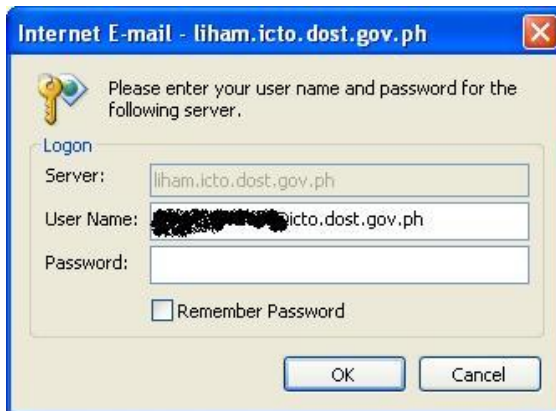 Internet E-mail - liham.icto.dost.gov.ph
Please enter your user name and password for the
following server.
Logon
Server: liham.icto.dost.gov.ph
User Name: @icto.dost.gov.ph
Password:
Remember Password
OK Cancel